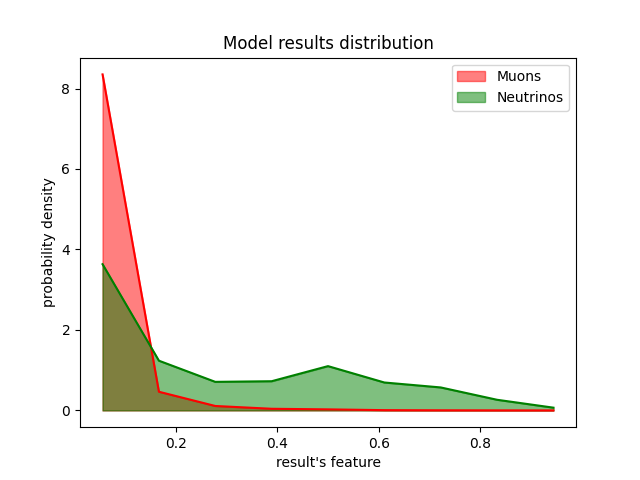 Model results distribution
Muons
Neutrinos
probability density
8
6
4
2
0
0.2 0.4 0.6 0.8
result's feature